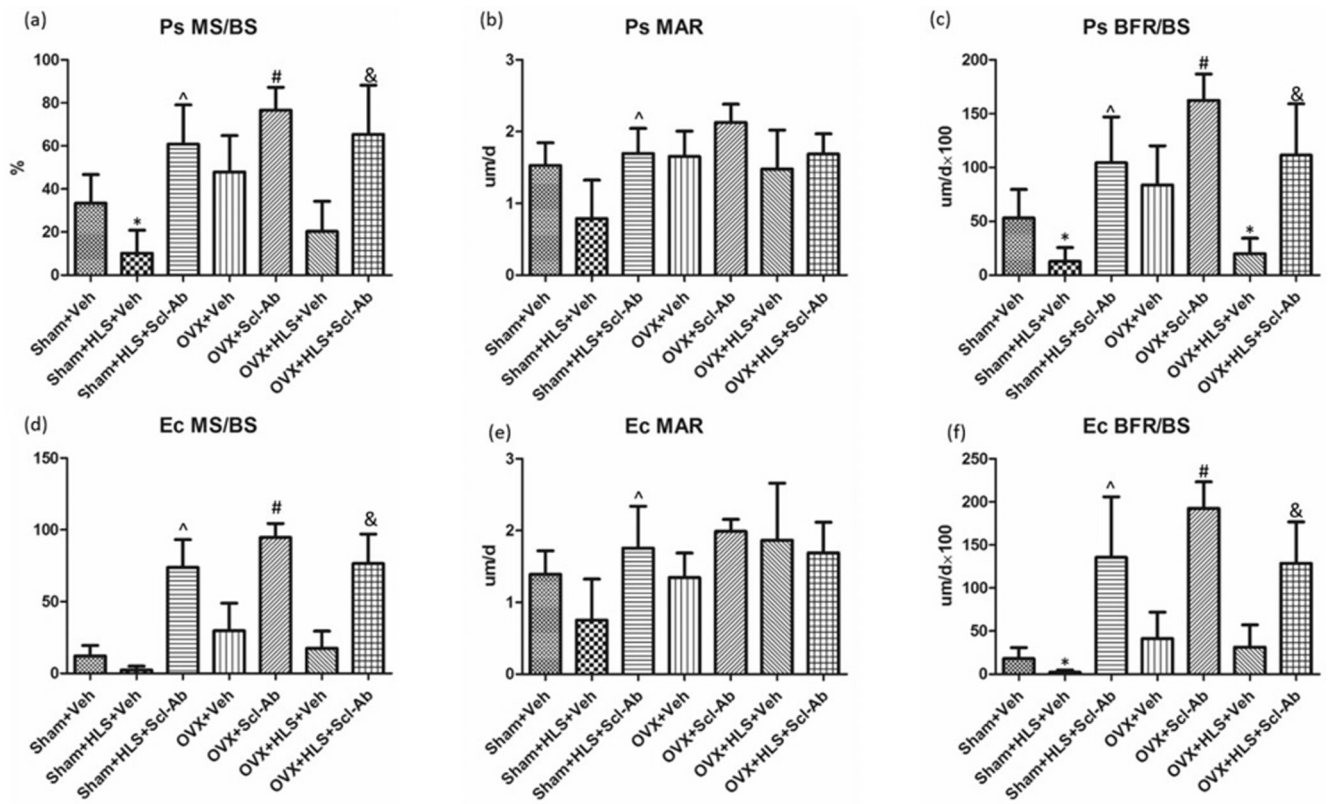 (a)
Ps MS/BS
100
80
60
40
20
0
%
*
^
#
&
Sham+Veh
Sham+HLS+Veh
Sham+HLS+Scl-Ab
OVX+Veh
OVX+Scl-Ab
OVX+HLS+Veh
OVX+HLS+Scl-Ab
(b)
Ps MAR
3
2
1
0
um/d
^
Sham+Veh
Sham+HLS+Veh
Sham+HLS+Scl-Ab
OVX+Veh
OVX+Scl-Ab
OVX+HLS+Veh
OVX+HLS+Scl-Ab
(c)
Ps BFR/BS
200
150
100
50
0
um/d×100
*
^
#
*
&
Sham+Veh
Sham+HLS+Veh
Sham+HLS+Scl-Ab
OVX+Veh
OVX+Scl-Ab
OVX+HLS+Veh
OVX+HLS+Scl-Ab
(d)
Ec MS/BS
150
100
50
0
^
#
&
Sham+Veh
Sham+HLS+Veh
Sham+HLS+Scl-Ab
OVX+Veh
OVX+Scl-Ab
OVX+HLS+Veh
OVX+HLS+Scl-Ab
(e)
Ec MAR
3
2
1
0
um/d
^
Sham+Veh
Sham+HLS+Veh
Sham+HLS+Scl-Ab
OVX+Veh
OVX+Scl-Ab
OVX+HLS+Veh
OVX+HLS+Scl-Ab
(f)
Ec BFR/BS
250
200
150
100
50
0
um/d×100
*
^
#
&
Sham+Veh
Sham+HLS+Veh
Sham+HLS+Scl-Ab
OVX+Veh
OVX+Scl-Ab
OVX+HLS+Veh
OVX+HLS+Scl-Ab